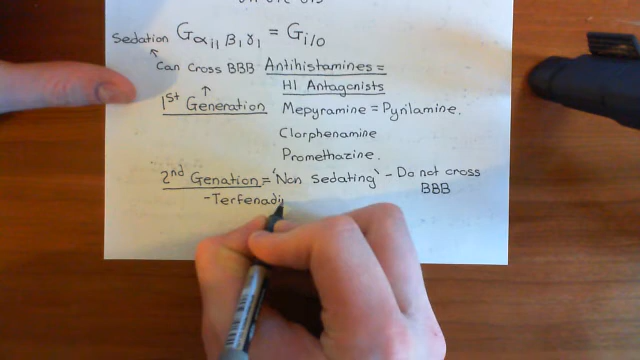 Sedation Gαi1 β1 γ1 = Gi/o
Can cross BBB Antihistamines =
H1 Antagonists
1st Generation Mepyramine = Pyrilamine.
Clorphenamine
Promethazine.
2nd Genation = 'Non Sedating' - Do not cross
BBB
- Terfenadi